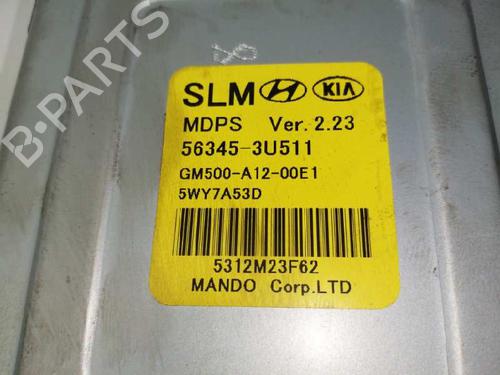 SLM KIA
MDPS Ver.2.23
56345-3U511
GM500-A12-00E1
5WY7A53D
5312M23F62
MANDO Corp.LTD
B-PARTS